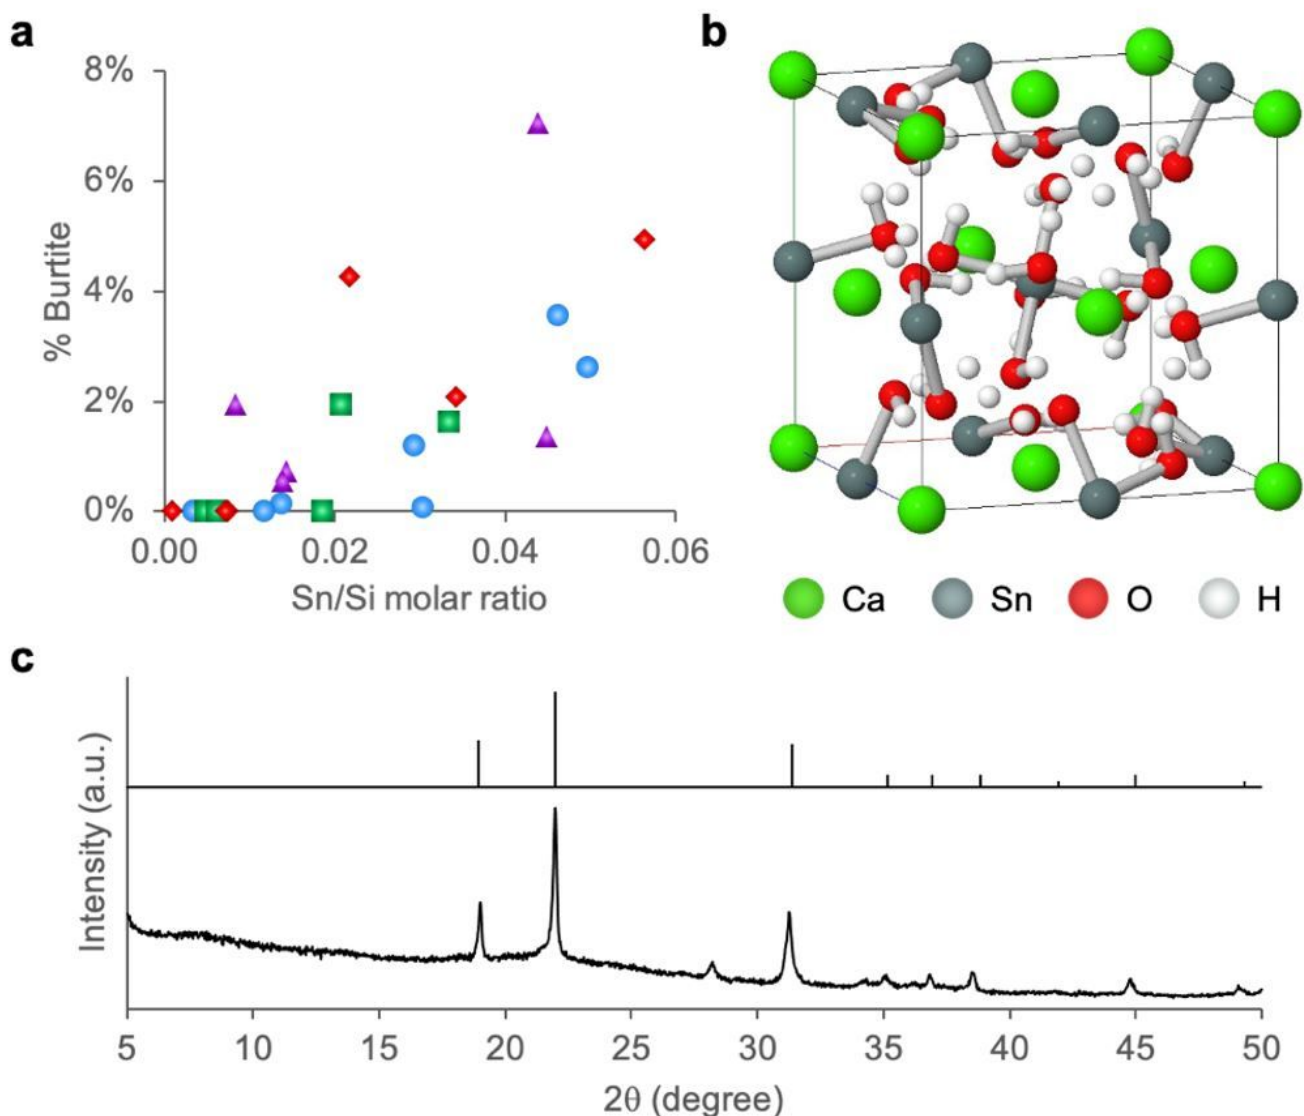 a
b
8%
6%
4%
2%
0%
% Burtite
0.00 0.02 0.04 0.06
Sn/Si molar ratio
Ca Sn O H
c
Intensity (a.u.)
5 10 15 20 25 30 35 40 45 50
2θ (degree)